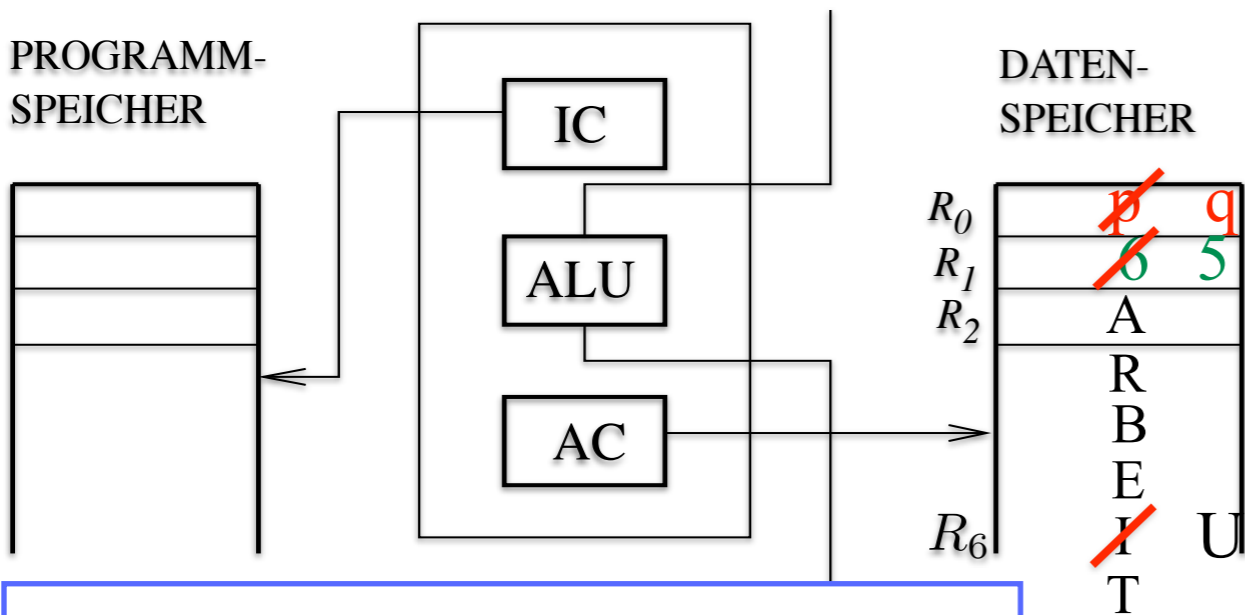 PROGRAMM-
SPEICHER
IC
ALU
AC
DATEN-
SPEICHER
R0 p q
R1 6 5
R2 A
R
B
E
R6 I U
T